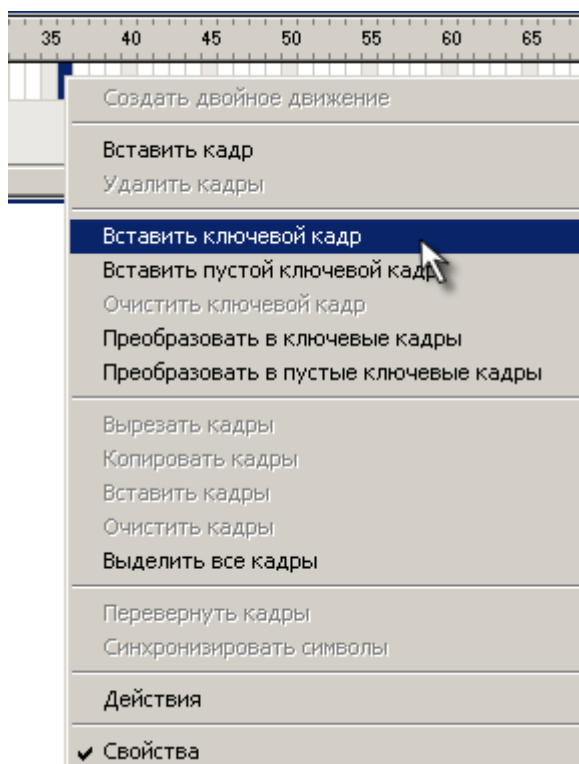 35 40 45 50 55 60 65
Создать двойное движение
Вставить кадр
Удалить кадры
Вставить ключевой кадр
Вставить пустой ключевой кадр
Очистить ключевой кадр
Преобразовать в ключевые кадры
Преобразовать в пустые ключевые кадры
Вырезать кадры
Копировать кадры
Вставить кадры
Очистить кадры
Выделить все кадры
Перевернуть кадры
Синхронизировать символы
Действия
Свойства